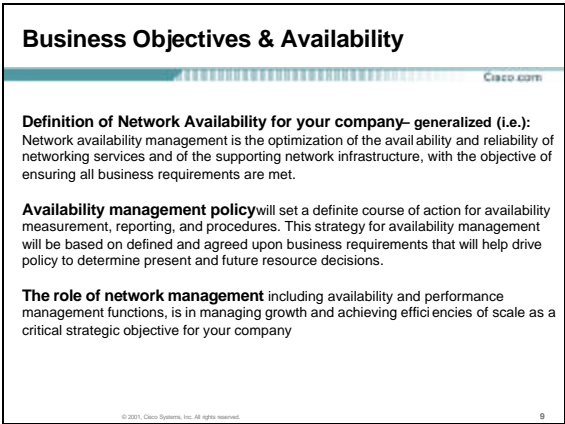 Business Objectives & Availability
Cisco.com
Definition of Network Availability for your company– generalized (i.e.):
Network availability management is the optimization of the availability and reliability of
networking services and of the supporting network infrastructure, with the objective of
ensuring all business requirements are met.
Availability management policy will set a definite course of action for availability
measurement, reporting, and procedures. This strategy for availability management
will be based on defined and agreed upon business requirements that will help drive
policy to determine present and future resource decisions.
The role of network management including availability and performance
management functions, is in managing growth and achieving efficiencies of scale as a
critical strategic objective for your company
© 2001, Cisco Systems, Inc. All rights reserved.
9